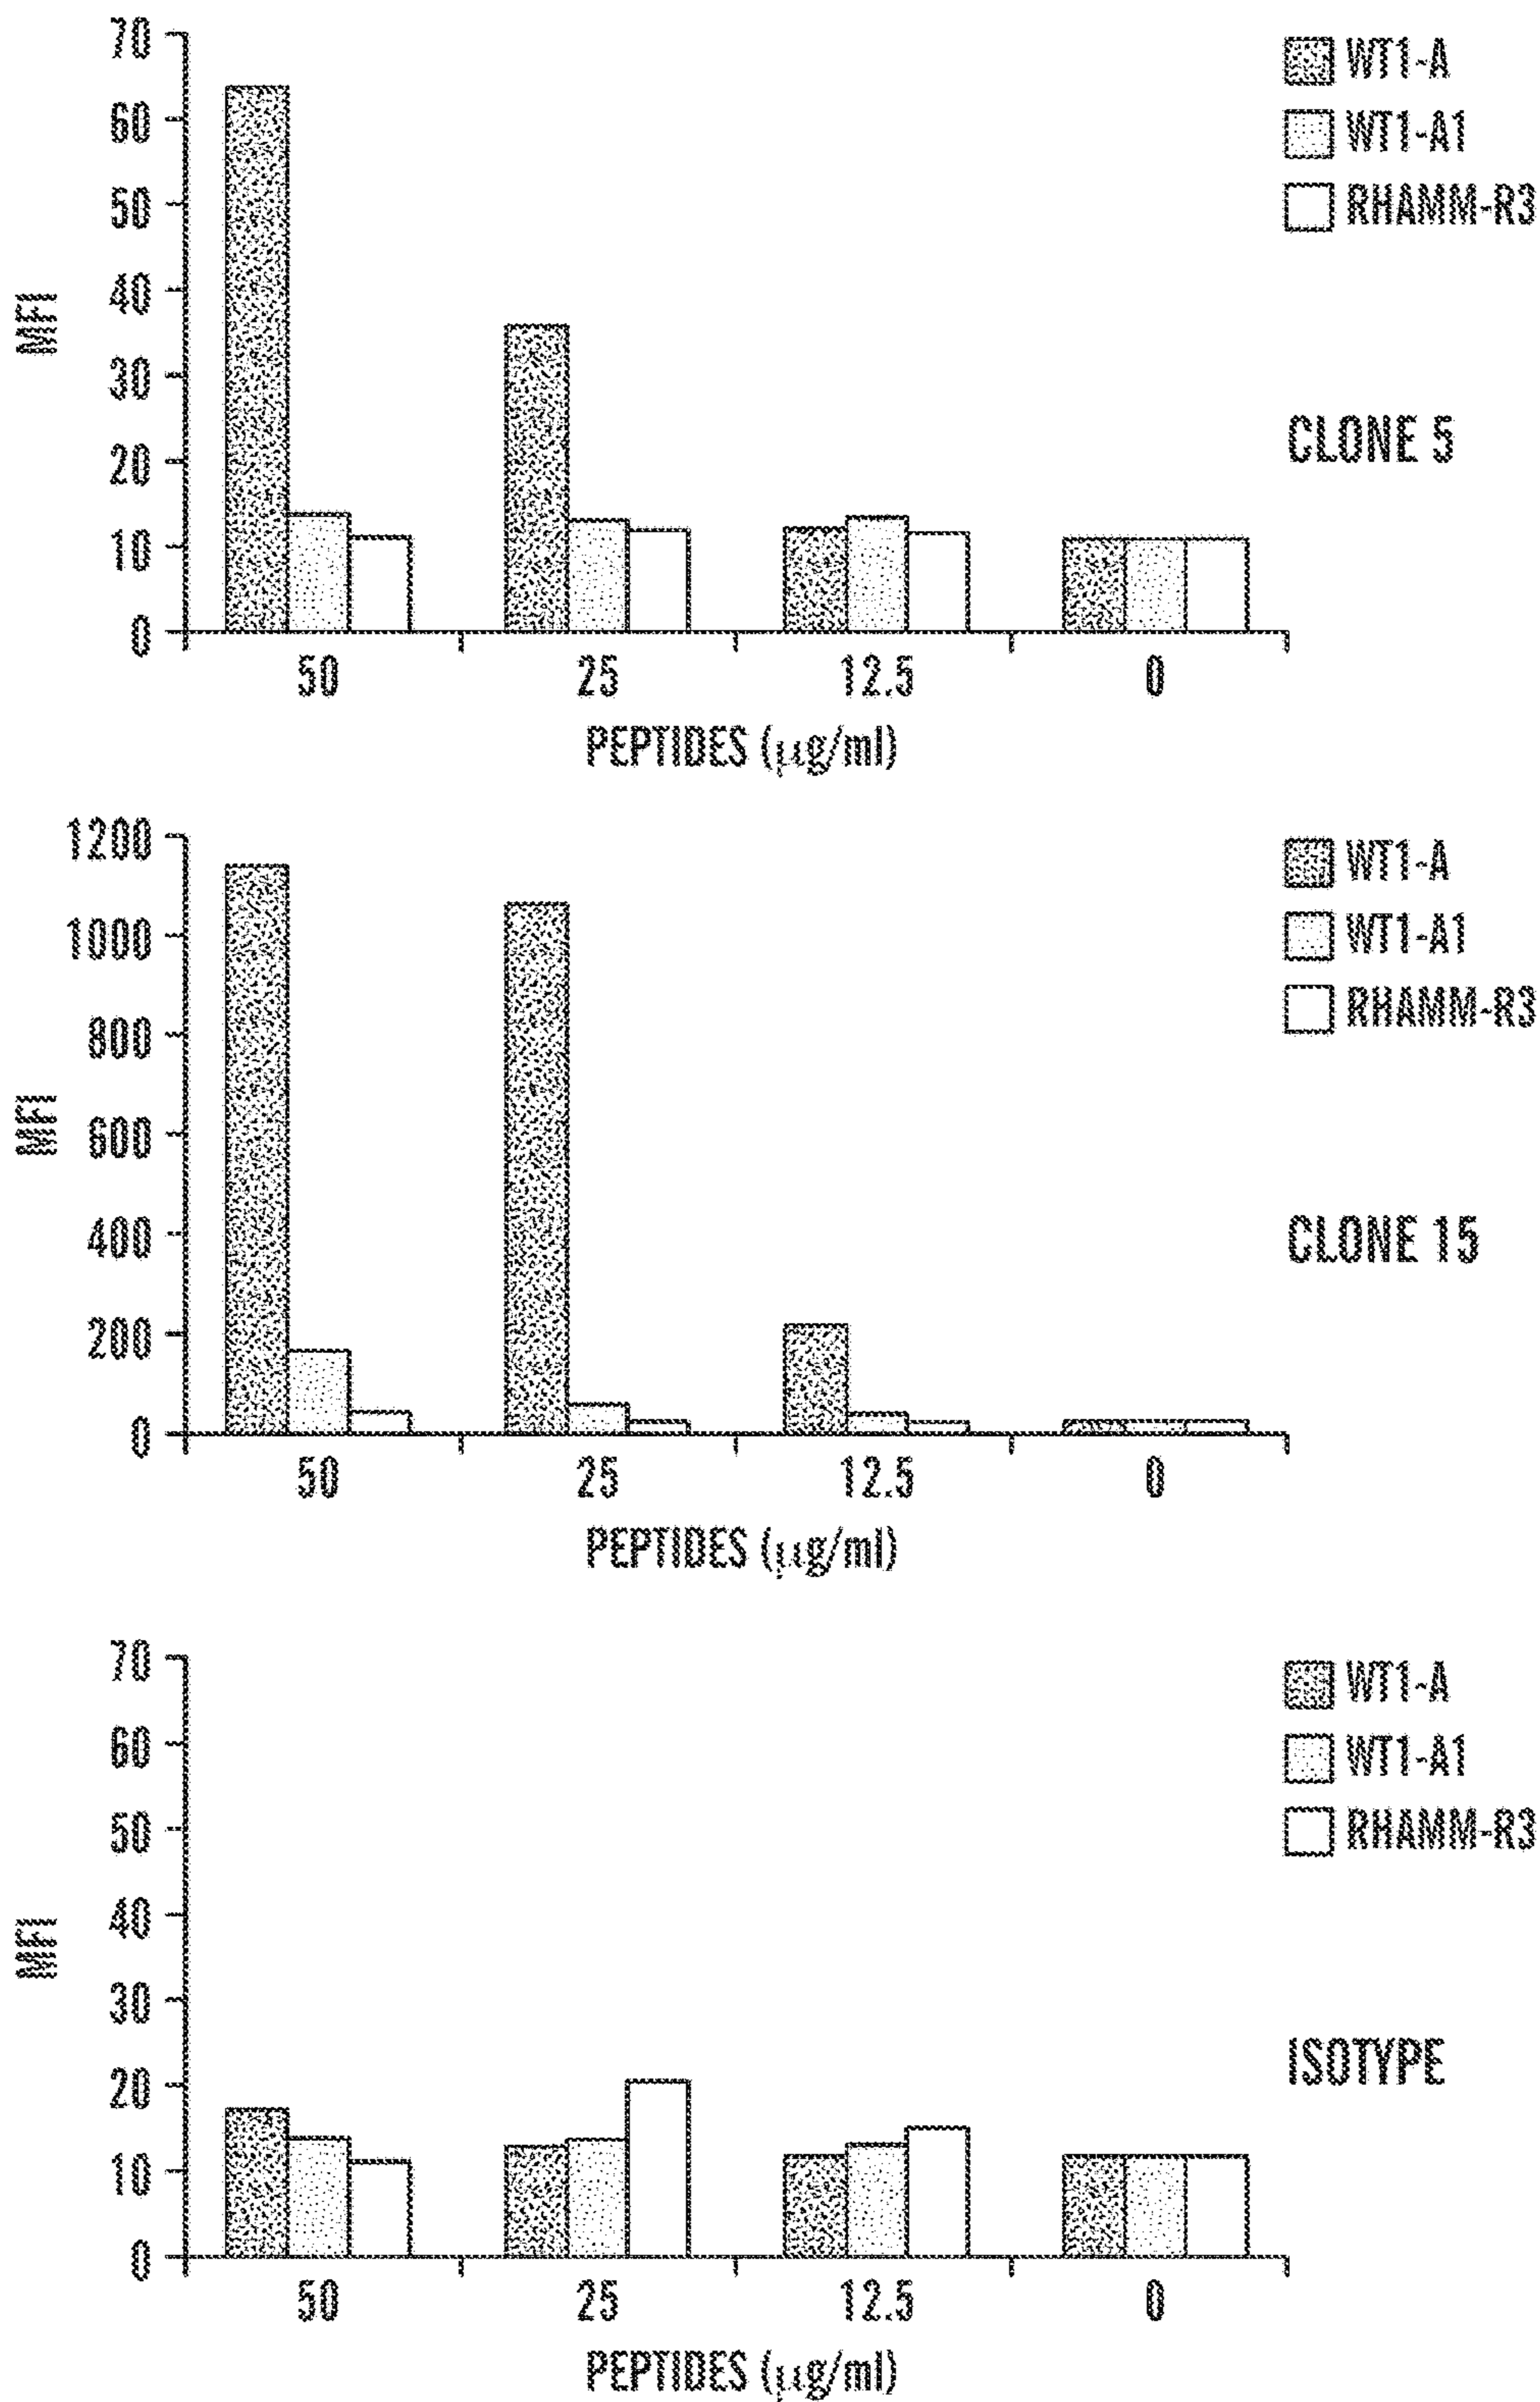 70
60
50
40
30
20
10
0
MFI
50 25 12.5 0
PEPTIDES (µg/ml)
WT1-A
WT1-A1
RHAMM-R3
CLONE 5
1200
1000
800
600
400
200
0
MFI
50 25 12.5 0
PEPTIDES (µg/ml)
WT1-A
WT1-A1
RHAMM-R3
CLONE 15
70
60
50
40
30
20
10
0
MFI
50 25 12.5 0
PEPTIDES (µg/ml)
WT1-A
WT1-A1
RHAMM-R3
ISOTYPE